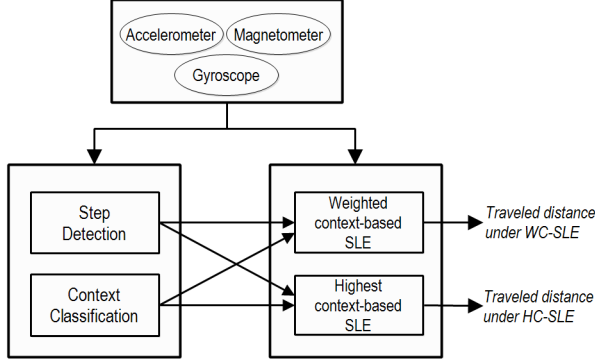 Accelerometer
Magnetometer
Gyroscope
Step
Detection
Context
Classification
Weighted
context-based
SLE
Highest
context-based
SLE
Traveled distance
under WC-SLE
Traveled distance
under HC-SLE